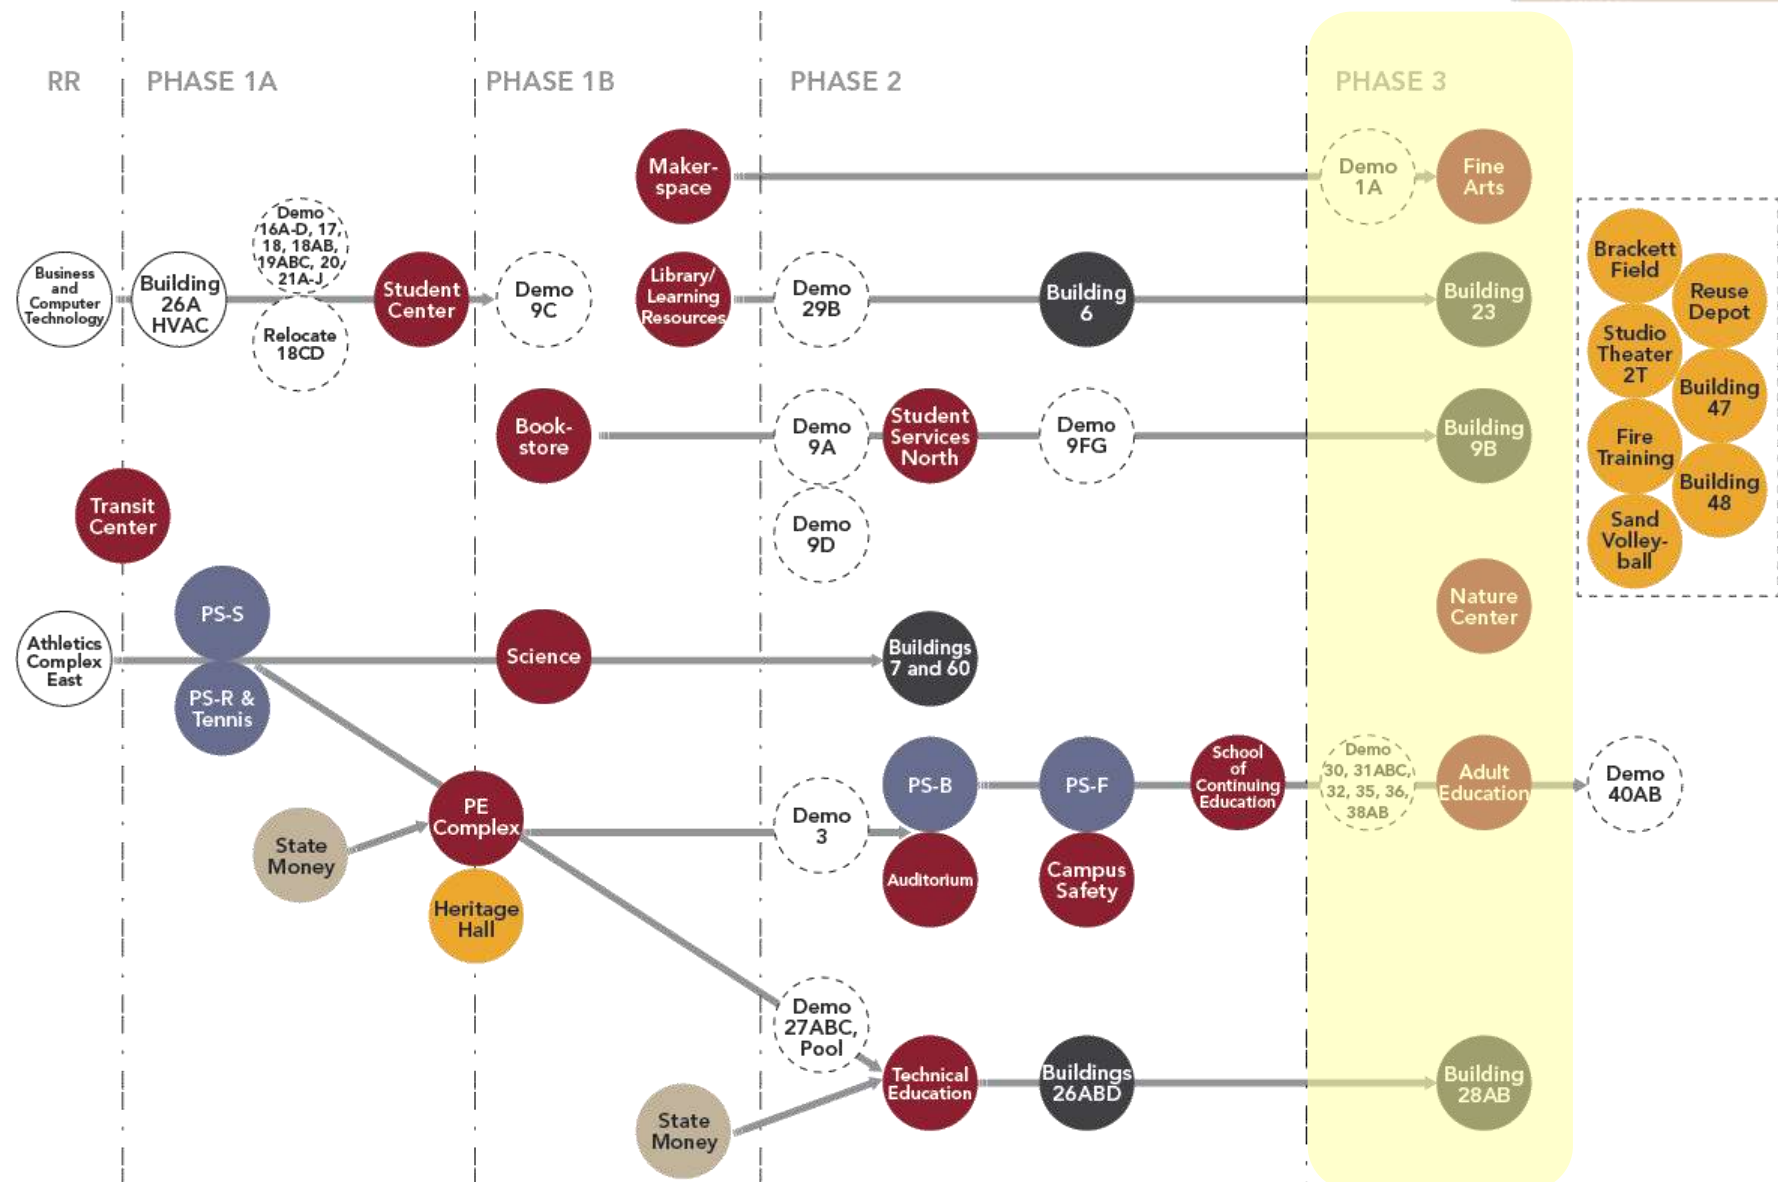 RR
PHASE 1A
PHASE 1B
PHASE 2
PHASE 3
Maker-
space
Demo
1A
Fine
Arts
Business
and
Computer
Technology
Building
26A
HVAC
Demo
16A-D, 17,
18, 18AB,
19ABC, 20,
21A-J
Relocate
18CD
Student
Center
Demo
9C
Library/
Learning
Resources
Demo
29B
Building
6
Building
23
Book-
store
Demo
9A
Student
Services
North
Demo
9FG
Building
9B
Demo
9D
Brackett
Field
Reuse
Depot
Studio
Theater
2T
Building
47
Fire
Training
Building
48
Sand
Volley-
ball
Transit
Center
Nature
Center
Athletics
Complex
East
PS-S
PS-R &
Tennis
Science
Buildings
7 and 60
State
Money
PE
Complex
Heritage
Hall
Demo
3
PS-B
Auditorium
PS-F
Campus
Safety
School
of
Continuing
Education
Demo
30, 31ABC,
32, 35, 36,
38AB
Adult
Education
Demo
40AB
Demo
27ABC,
Pool
State
Money
Technical
Education
Buildings
26ABD
Building
28AB